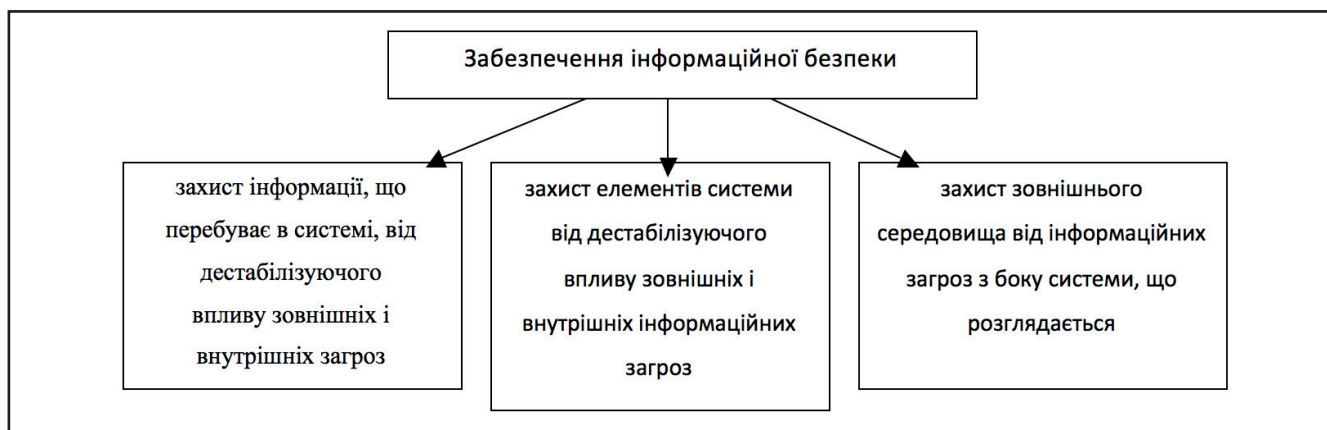 Забезпечення інформаційної безпеки
захист інформації, що
перебуває в системі, від
дестабілізуючого
впливу зовнішніх і
внутрішніх загроз
захист елементів системи
від дестабілізуючого
впливу зовнішніх і
внутрішніх інформаційних
загроз
захист зовнішнього
середовища від інформаційних
загроз з боку системи, що
розглядається